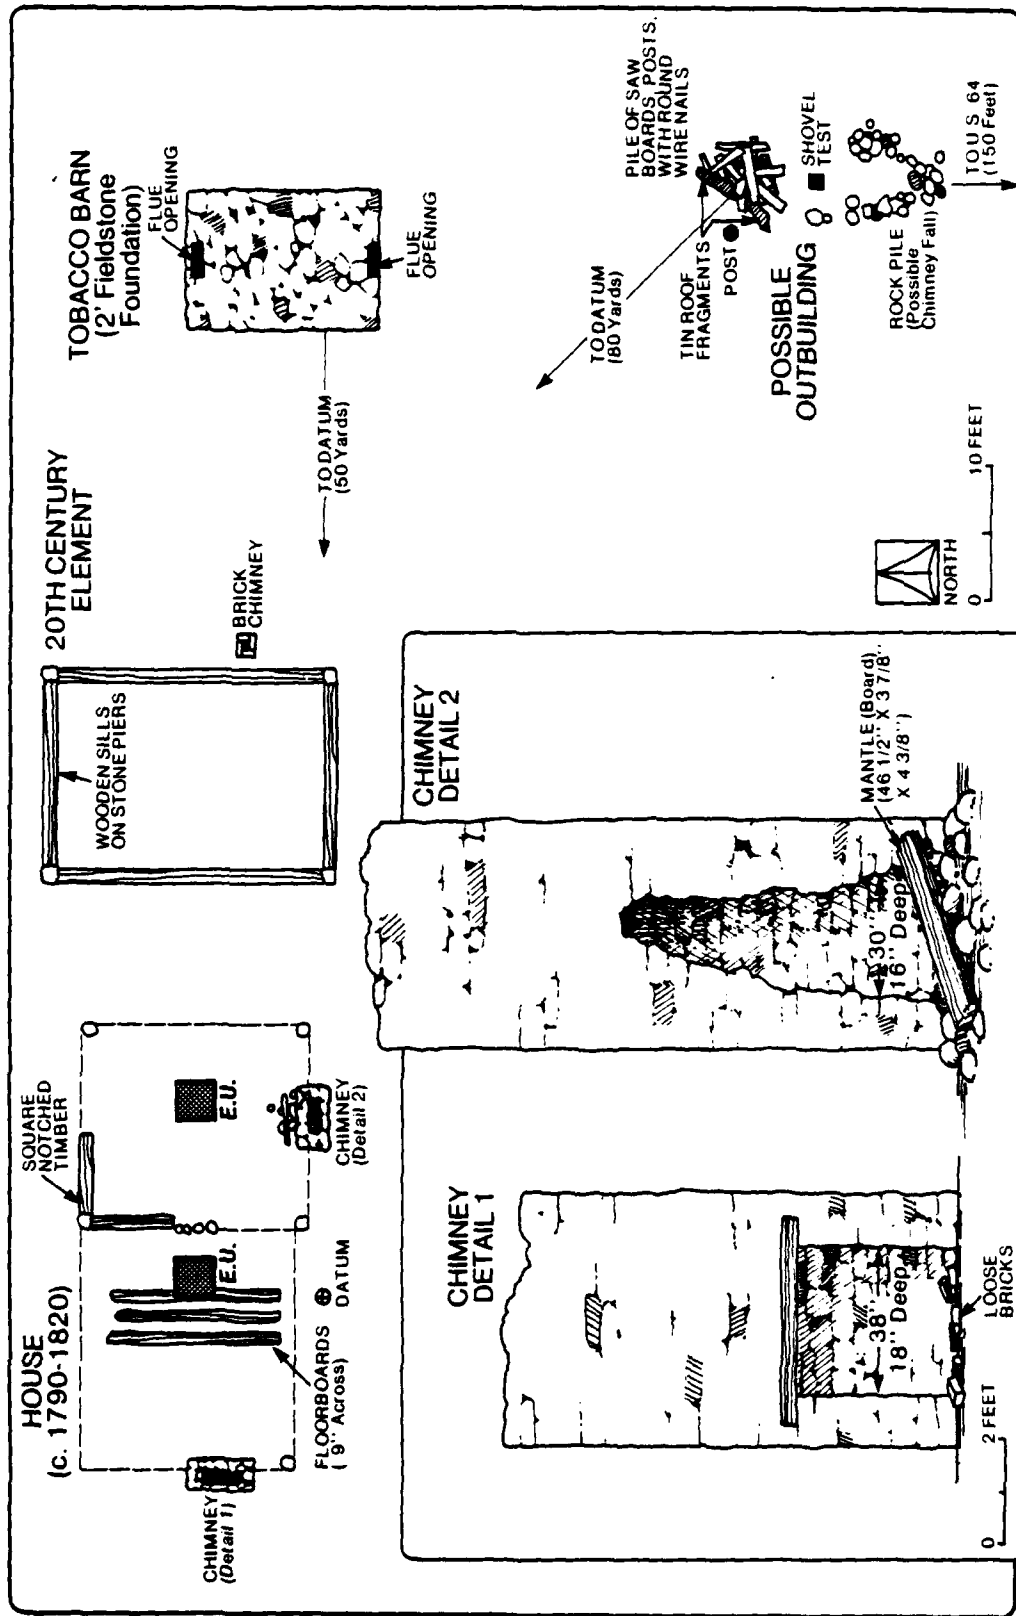 HOUSE
(c. 1790-1820)
SQUARE
NOTCHED
TIMBER
E.U.
E.U.
DATUM
FLOORBOARDS
(9'' Across)
CHIMNEY
(Detail 1)
CHIMNEY
(Detail 2)
20TH CENTURY
ELEMENT
WOODEN SILLS
ON STONE PIERS
BRICK
CHIMNEY
TOBACCO BARN
(2' Fieldstone
Foundation)
FLUE
OPENING
FLUE
OPENING
TO DATUM
(50 Yards)
TO DATUM
(80 Yards)
PILE OF SAW
BOARDS, POSTS.
WITH ROUND
WIRE NAILS
TIN ROOF
FRAGMENTS
POST
SHOVEL
TEST
POSSIBLE
OUTBUILDING
ROCK PILE
(Possible
Chimney Fall)
TO U S 64
(150 Feet)
NORTH
0 10 FEET
CHIMNEY
DETAIL 1
38''
18'' Deep
LOOSE
BRICKS
0 2 FEET
CHIMNEY
DETAIL 2
30''
16'' Deep
MANTLE (Board)
(46 1/2'' X 3 7/8''
X 4 3/8'')